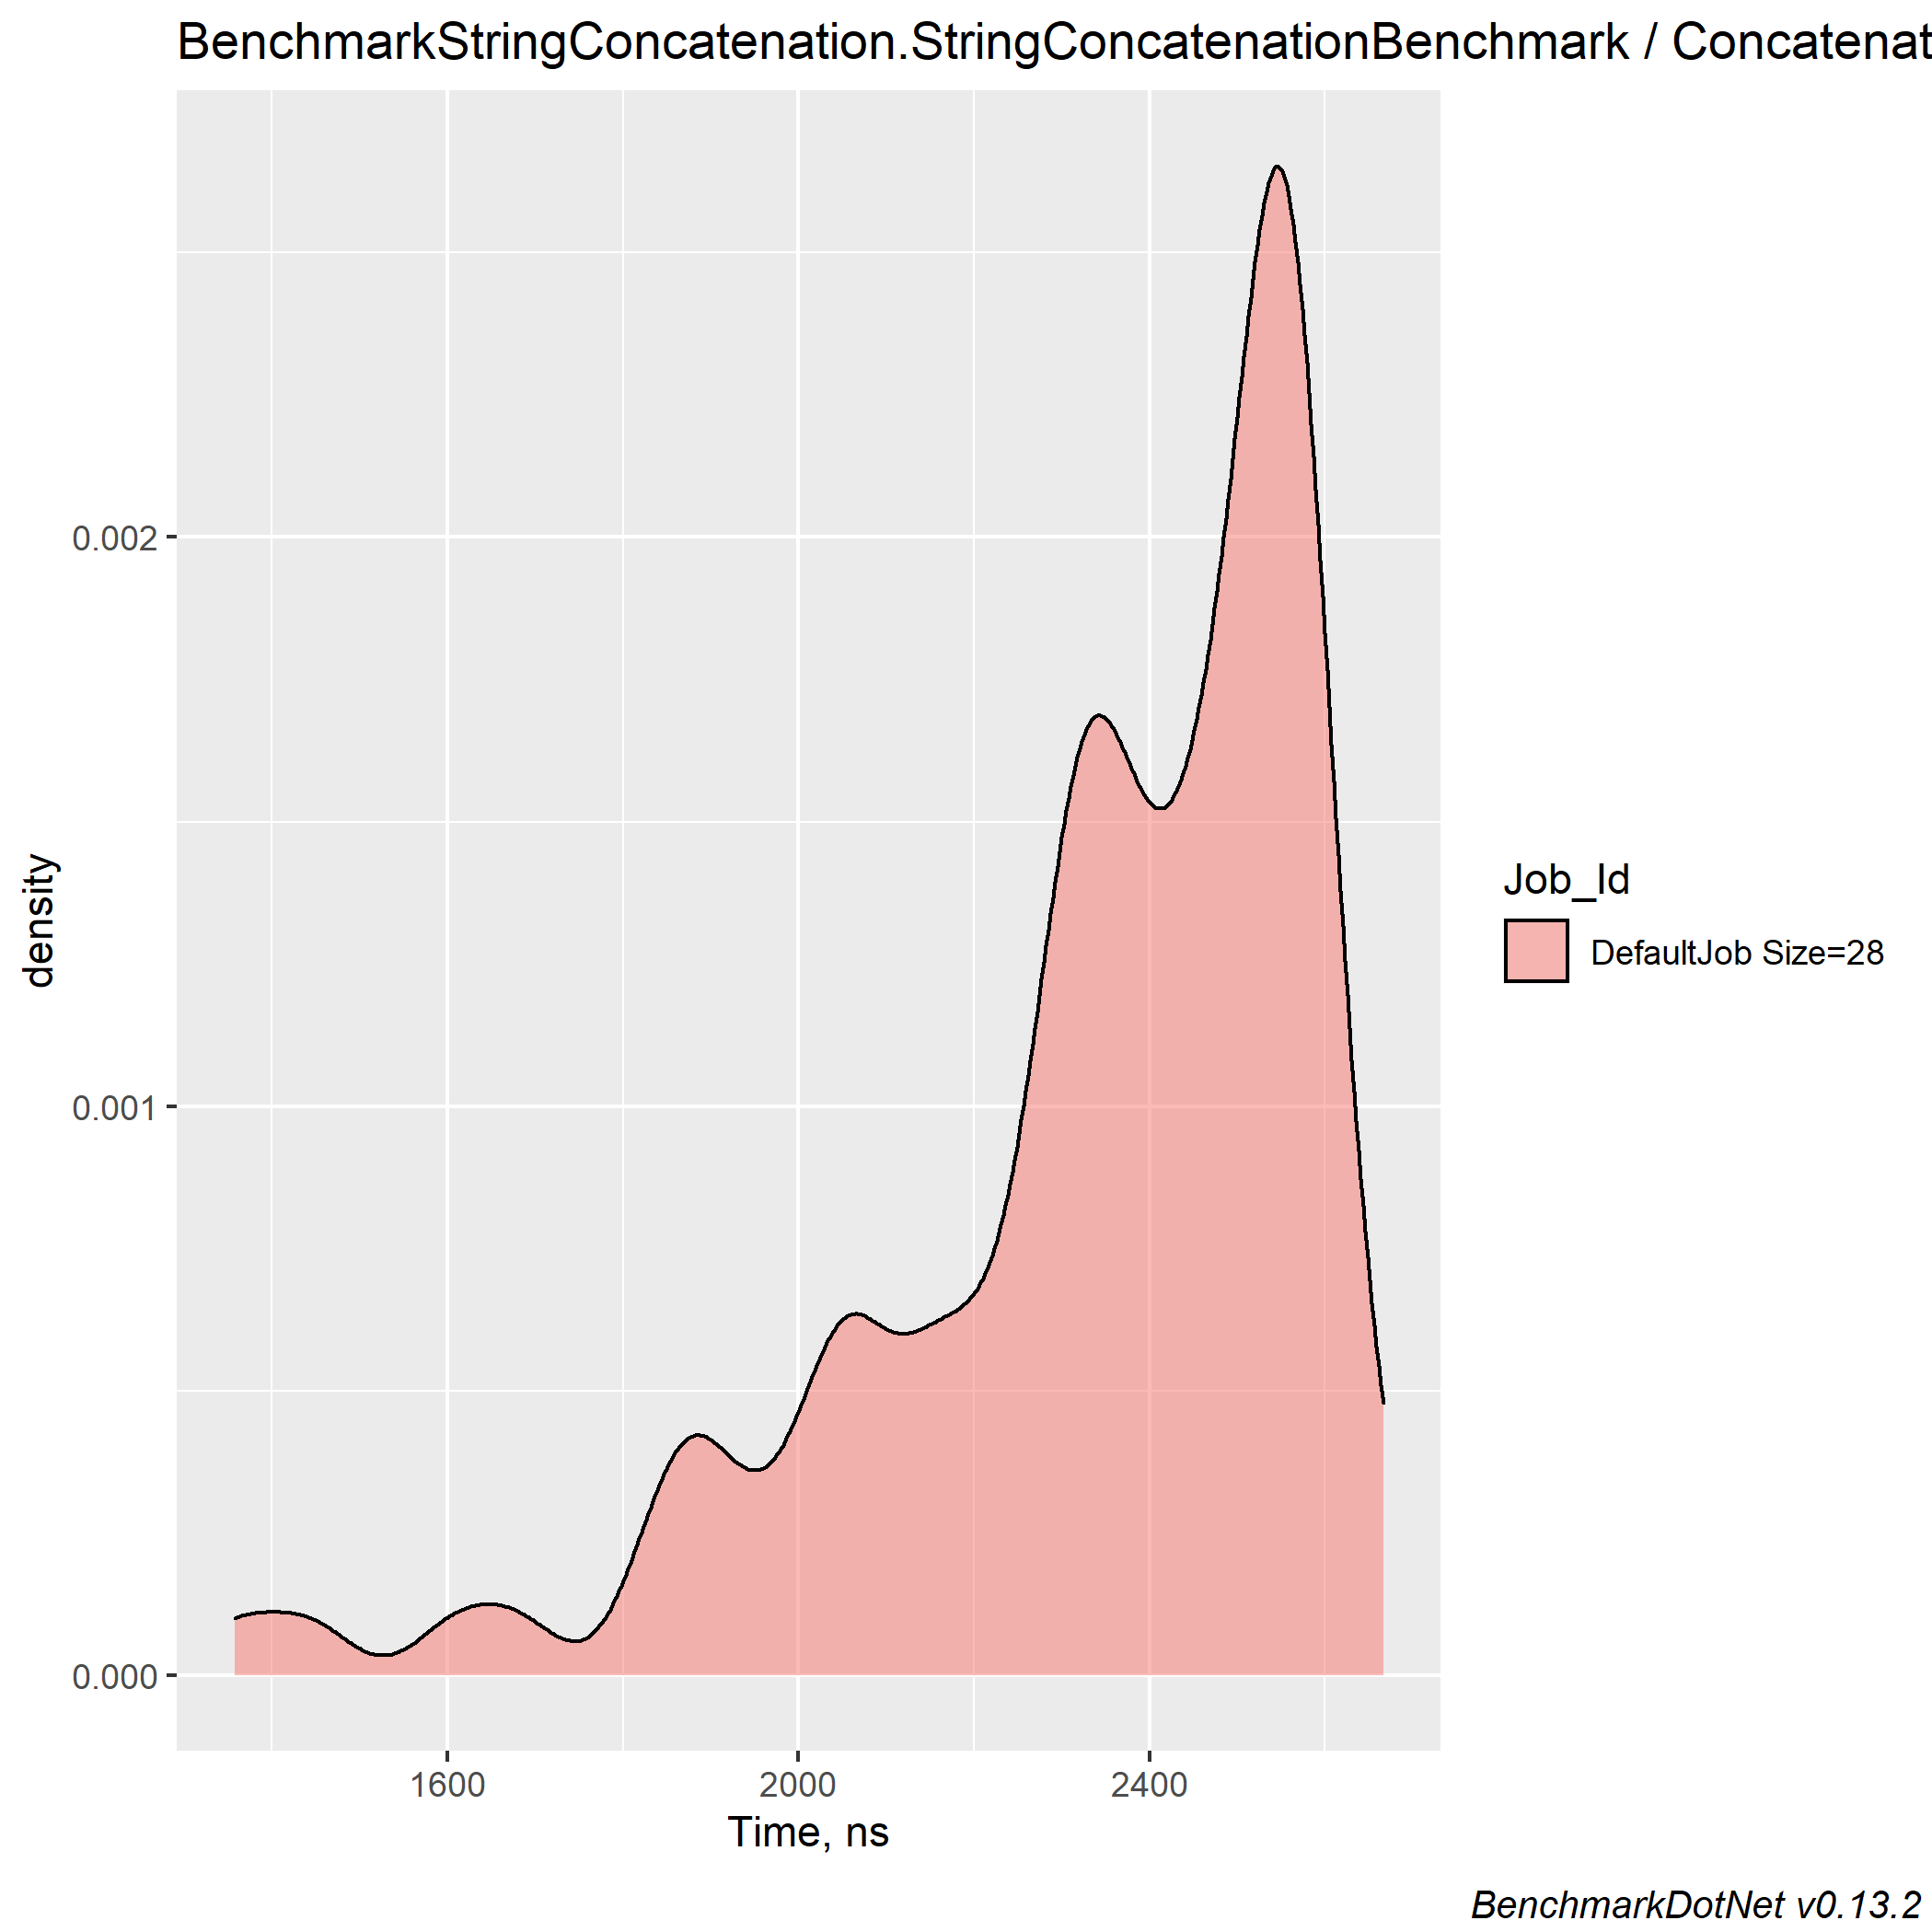 BenchmarkStringConcatenation.StringConcatenationBenchmark / Concatenat
0.002
0.001
0.000
density
1600 2000 2400
Time, ns
Job_Id
DefaultJob Size=28
BenchmarkDotNet v0.13.2